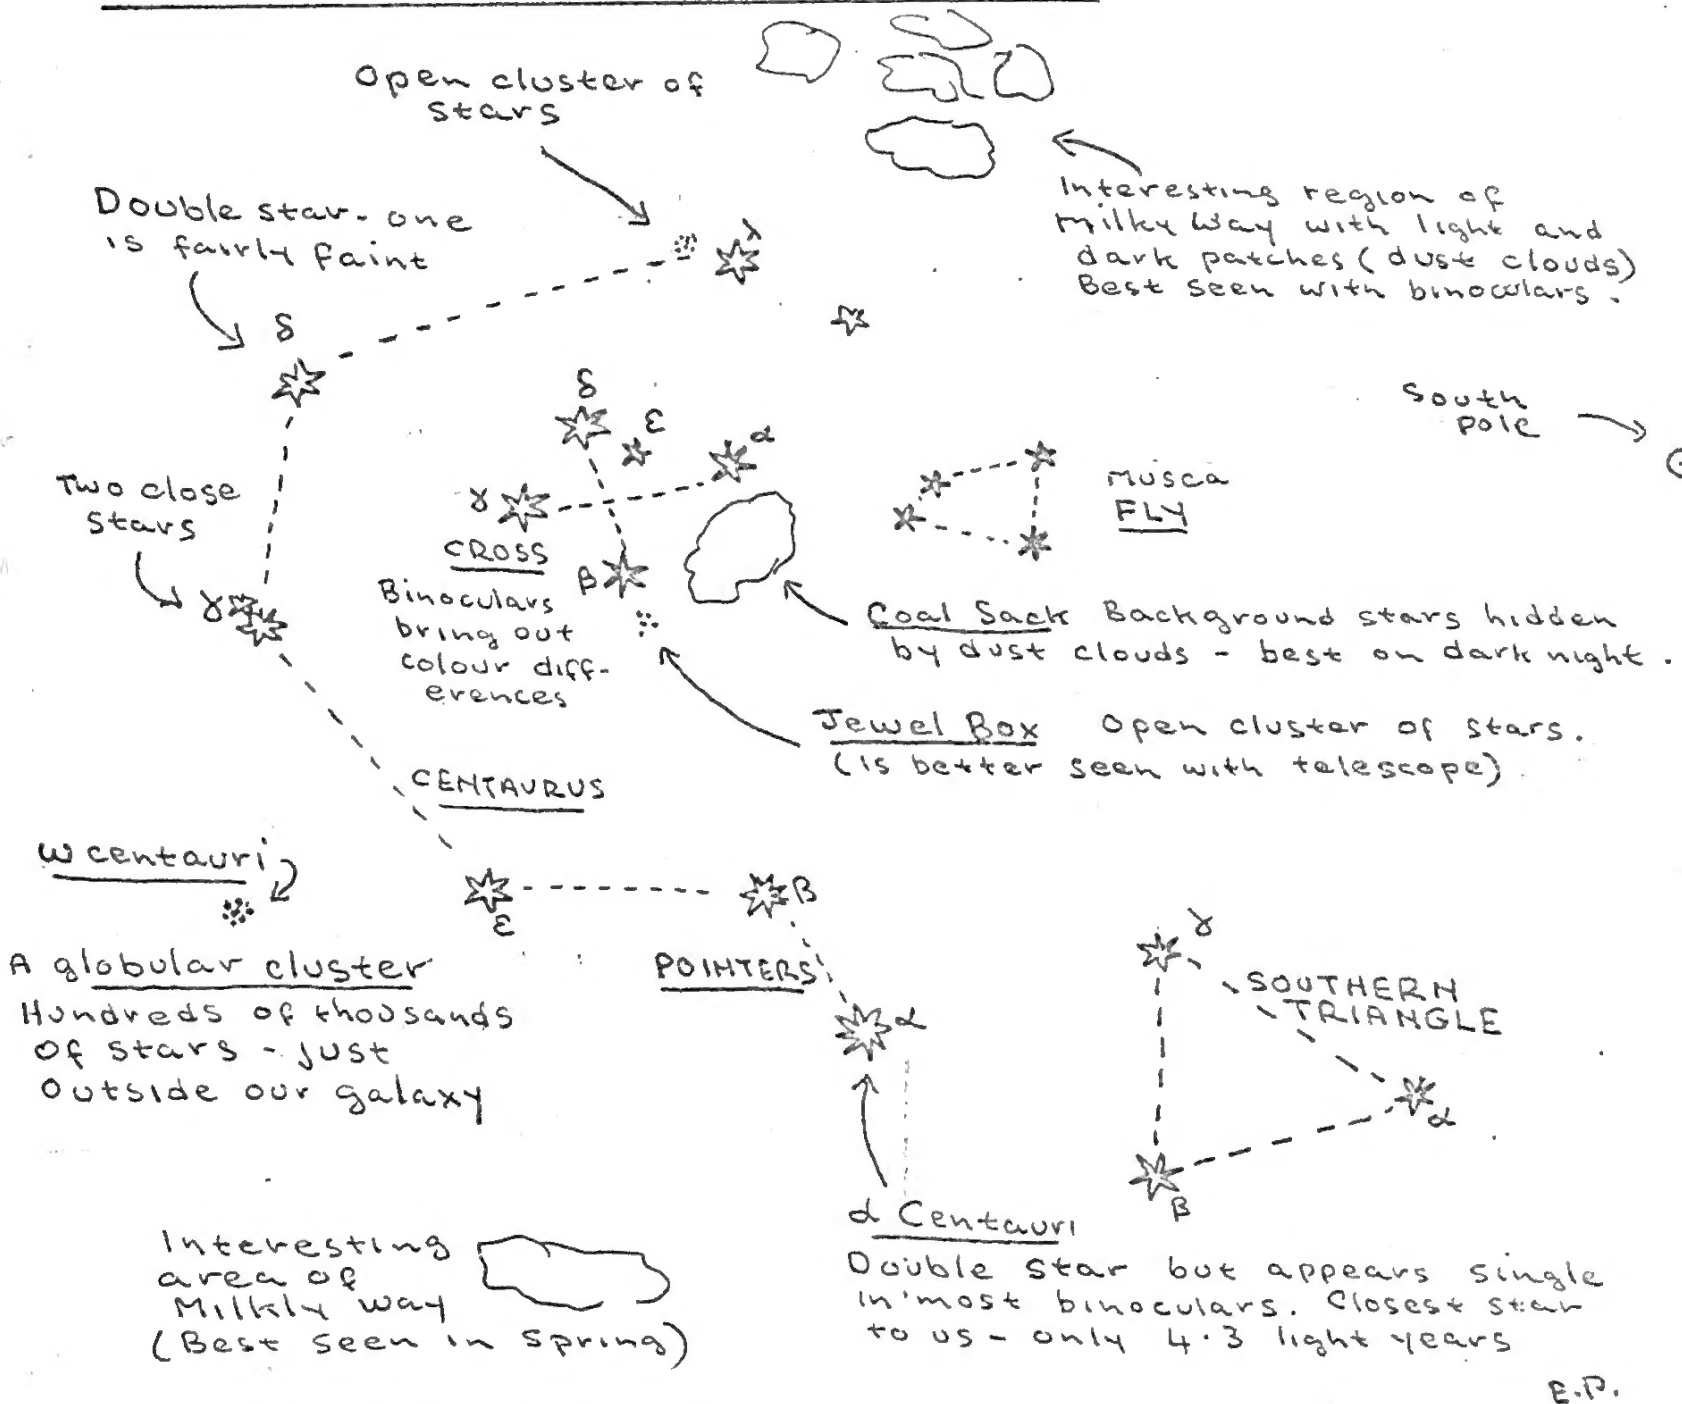 Open cluster of
stars
Interesting region of
Milky Way with light and
dark patches (dust clouds)
Best seen with binoculars.
Double star - one
is fairly faint
λ
δ
South
pole
δ
ε
α
γ
CROSS
β
Binoculars
bring out
colour diff-
erences
Musca
FLY
Two close
stars
γ
Coal Sack Background stars hidden
by dust clouds - best on dark night.
Jewel Box Open cluster of stars.
(is better seen with telescope)
CENTAURUS
ω centauri
A globular cluster
Hundreds of thousands
of stars - just
outside our galaxy
ε
β
POINTERS
α
γ
SOUTHERN
TRIANGLE
α
β
α Centauri
Double star but appears single
in most binoculars. Closest star
to us - only 4.3 light years
Interesting
area of
Milkly way
(Best seen in spring)
E.P.